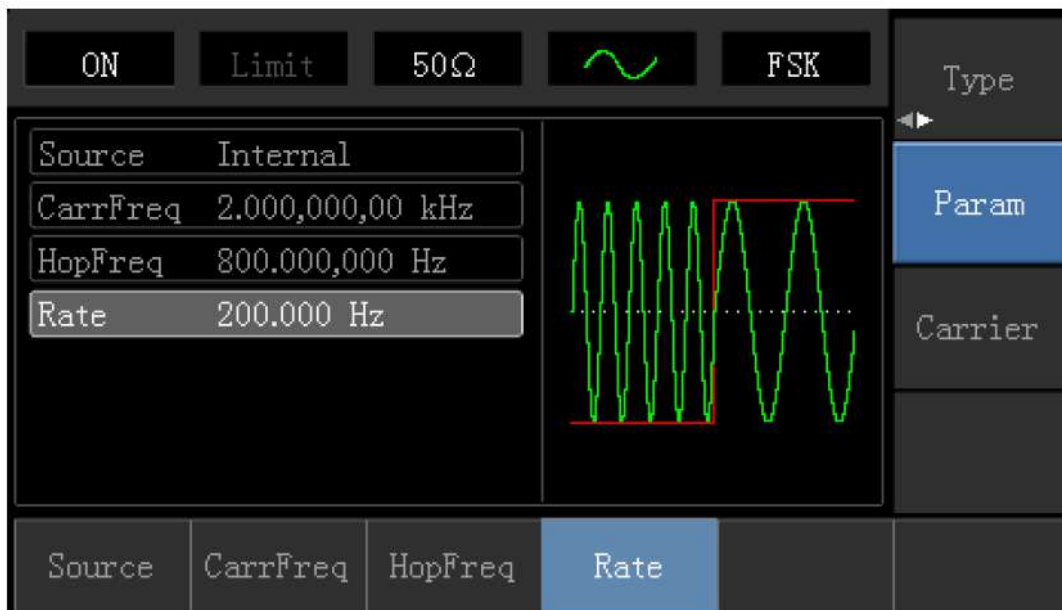 ON Limit 50Ω FSK
Type
Source Internal
CarrFreq 2.000,000,00 kHz
HopFreq 800.000,000 Hz
Rate 200.000 Hz
Param
Carrier
Source CarrFreq HopFreq Rate